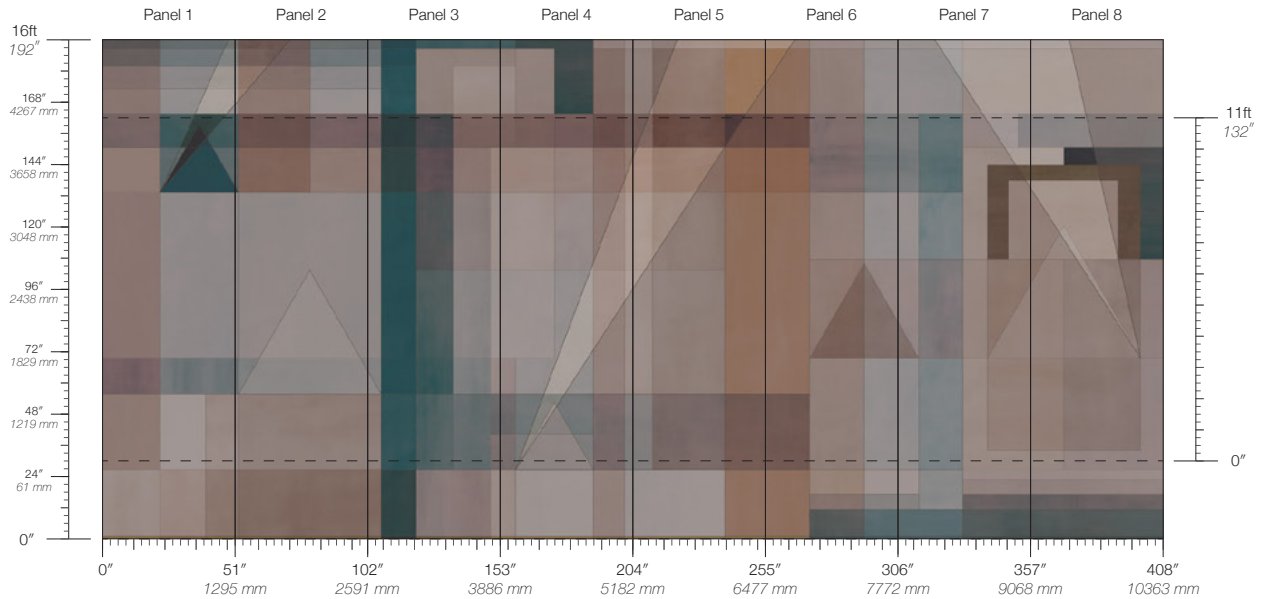 Panel 1 Panel 2 Panel 3 Panel 4 Panel 5 Panel 6 Panel 7 Panel 8
16ft
192″
168″
4267 mm
11ft
132″
144″
3658 mm
120″
3048 mm
96″
2438 mm
72″
1829 mm
48″
1219 mm
0″
24″
61 mm
0″
0″ 51″ 102″ 153″ 204″ 255″ 306″ 357″ 408″
1295 mm 2591 mm 3886 mm 5182 mm 6477 mm 7772 mm 9068 mm 10363 mm